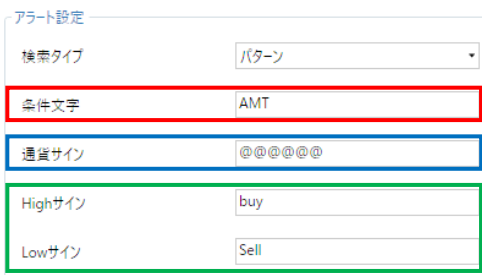 アラート設定
検索タイプ パターン
条件文字 AMT
通貨サイン @@@@@@
Highサイン buy
Lowサイン Sell